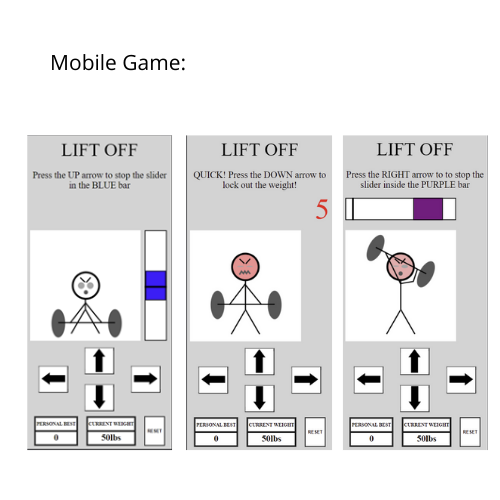 Mobile Game:
LIFT OFF
Press the UP arrow to stop the slider
in the BLUE bar
PERSONAL BEST
0
CURRENT WEIGHT
50lbs
RESET
LIFT OFF
QUICK! Press the DOWN arrow to
lock out the weight!
5
PERSONAL BEST
0
CURRENT WEIGHT
50lbs
RESET
LIFT OFF
Press the RIGHT arrow to to stop the
slider inside the PURPLE bar
PERSONAL BEST
0
CURRENT WEIGHT
50lbs
RESET